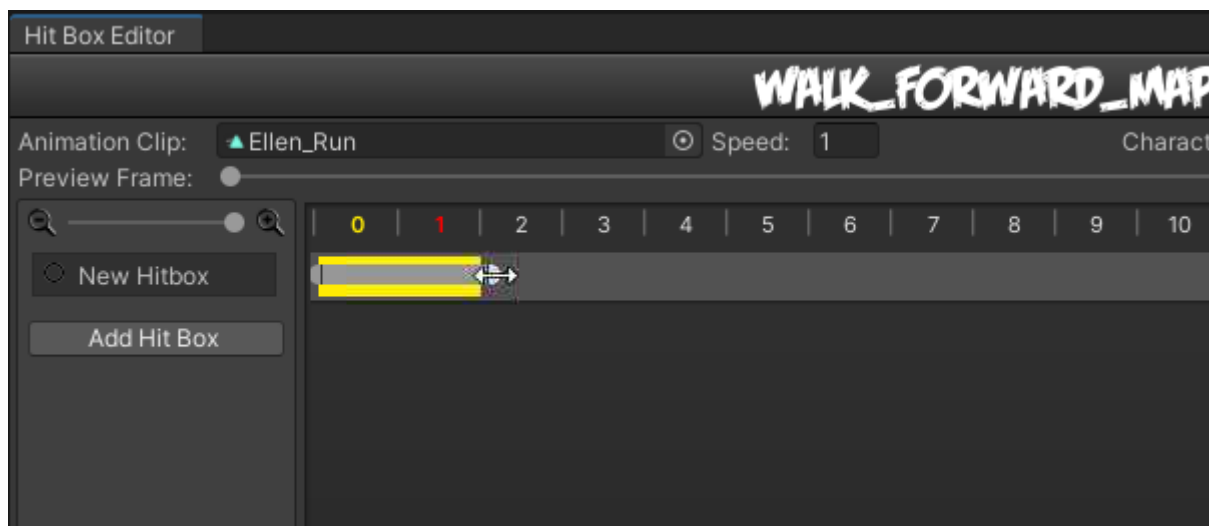 Hit Box Editor
WALK_FORWARD_MAP
Animation Clip: Ellen_Run Speed: 1 Charact
Preview Frame:
0 1 2 3 4 5 6 7 8 9 10
New Hitbox
Add Hit Box